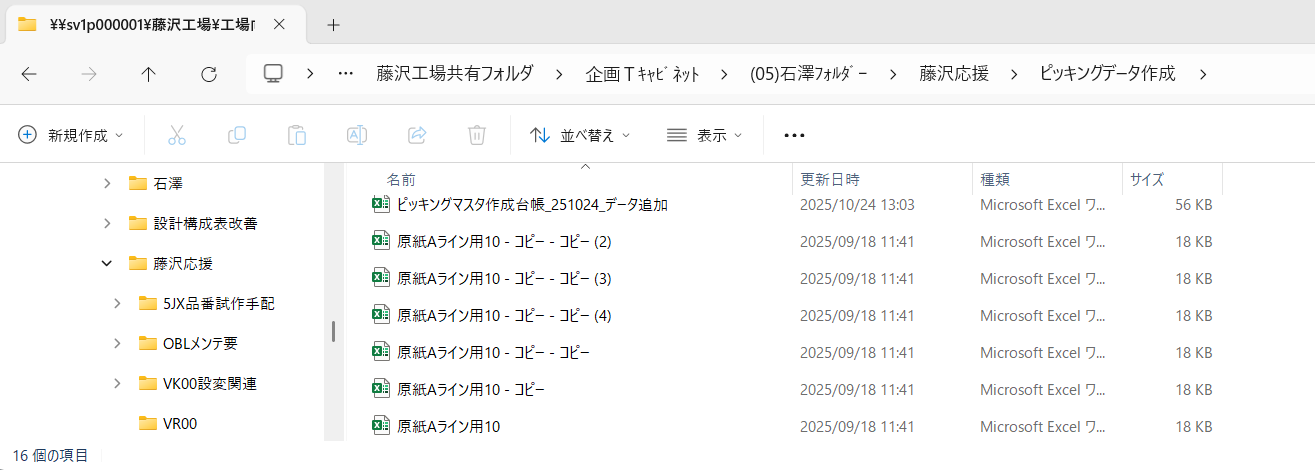 ¥¥sv1p000001¥藤沢工場¥工場内
藤沢工場共有フォルダ 企画Tキャビネット (05)石澤フォルダー 藤沢応援 ピッキングデータ作成
新規作成 並べ替え 表示
名前 更新日時 種類 サイズ
石澤
設計構成表改善
藤沢応援
5JX品番試作手配
OBLメンテ要
VK00設変関連
VR00
ピッキングマスタ作成台帳_251024_データ追加 2025/10/24 13:03 Microsoft Excel ワ... 56 KB
原紙Aライン用10 - コピー - コピー (2) 2025/09/18 11:41 Microsoft Excel ワ... 18 KB
原紙Aライン用10 - コピー - コピー (3) 2025/09/18 11:41 Microsoft Excel ワ... 18 KB
原紙Aライン用10 - コピー - コピー (4) 2025/09/18 11:41 Microsoft Excel ワ... 18 KB
原紙Aライン用10 - コピー - コピー 2025/09/18 11:41 Microsoft Excel ワ... 18 KB
原紙Aライン用10 - コピー 2025/09/18 11:41 Microsoft Excel ワ... 18 KB
原紙Aライン用10 2025/09/18 11:41 Microsoft Excel ワ... 18 KB
16 個の項目